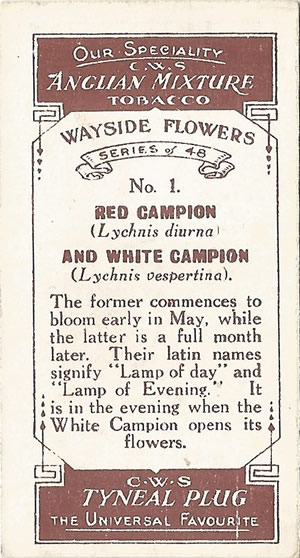 Our Speciality
C.W.S
Anglian Mixture
Tobacco
Wayside Flowers
Series of 48
No. 1.
RED CAMPION
(Lychnis diurna)
AND WHITE CAMPION
(Lychnis vespertina).
The former commences to
bloom early in May, while
the latter is a full month
later. Their latin names
signify "Lamp of day" and
"Lamp of Evening." It
is in the evening when the
White Campion opens its
flowers.
C.W.S
Tyneal Plug
The Universal Favourite